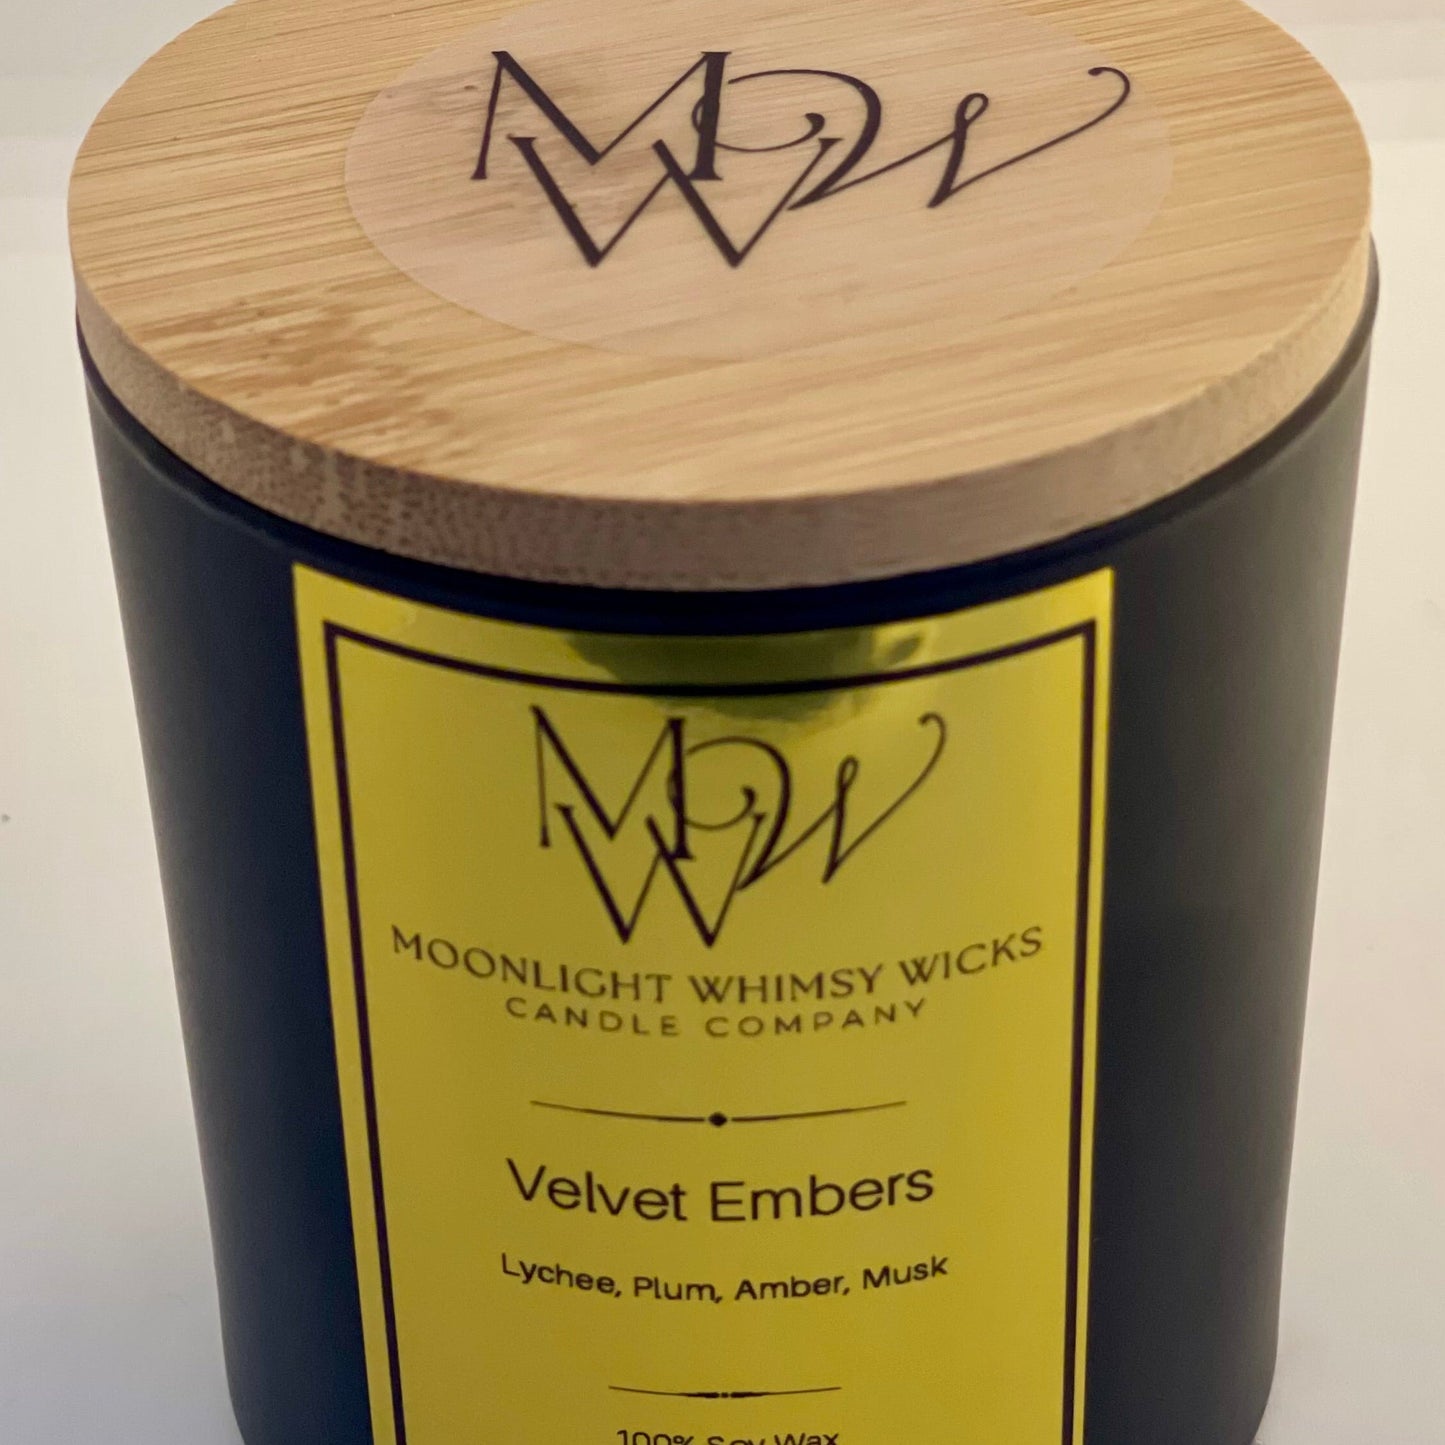 MWW
MWW
MOONLIGHT WHIMSY WICKS
CANDLE COMPANY
Velvet Embers
Lychee, Plum, Amber, Musk
100% Soy Wax